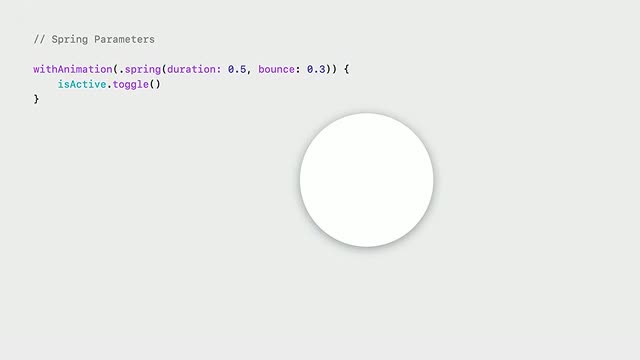 // Spring Parameters
withAnimation(.spring(duration: 0.5, bounce: 0.3)) {
    isActive.toggle()
}